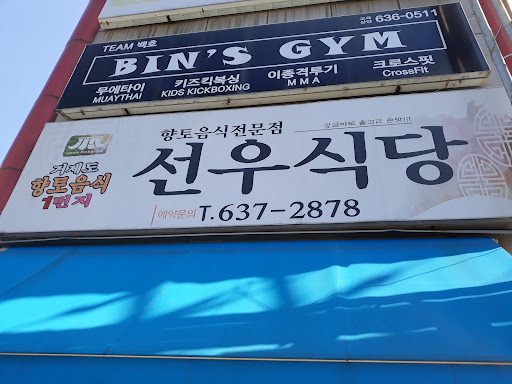 TEAM 백호
636-0511
BIN'S GYM
무에타이 키즈킥복싱 이종격투기 크로스핏
MUAYTHAI KIDS KICKBOXING MMA CrossFit
향토음식전문점
선우식당
거제도
향토음식
1번지
예약문의 T.637-2878